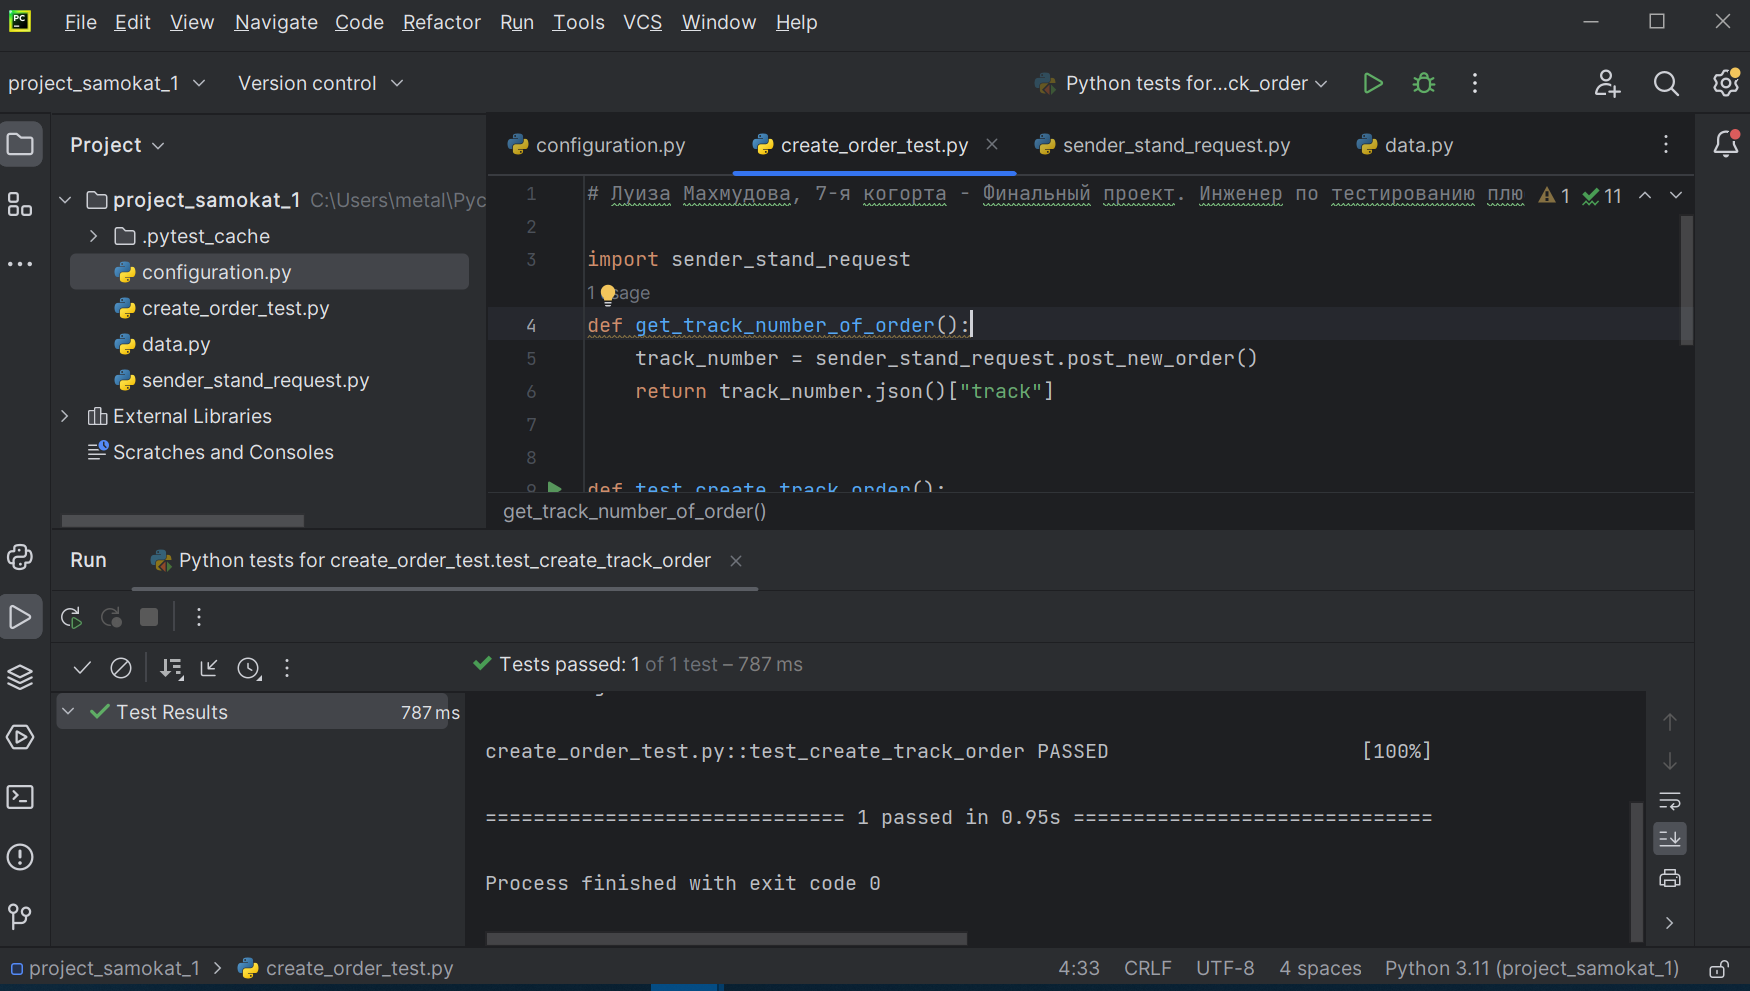 File Edit View Navigate Code Refactor Run Tools VCS Window Help
project_samokat_1 Version control Python tests for...ck_order
Project
project_samokat_1 C:\Users\metal\Pyc
.pytest_cache
configuration.py
create_order_test.py
data.py
sender_stand_request.py
External Libraries
Scratches and Consoles
configuration.py create_order_test.py sender_stand_request.py data.py
1 # Луиза Махмудова, 7-я когорта - Финальный проект. Инженер по тестированию плю 1 11
2
3 import sender_stand_request
1
4 def get_track_number_of_order():
5 track_number = sender_stand_request.post_new_order()
6 return track_number.json()["track"]
7
8
9 def test_create_track_order():
get_track_number_of_order()
Run Python tests for create_order_test.test_create_track_order
Tests passed: 1 of 1 test – 787 ms
Test Results 787 ms
create_order_test.py::test_create_track_order PASSED [100%]
============================== 1 passed in 0.95s ==============================
Process finished with exit code 0
project_samokat_1 > create_order_test.py 4:33 CRLF UTF-8 4 spaces Python 3.11 (project_samokat_1)